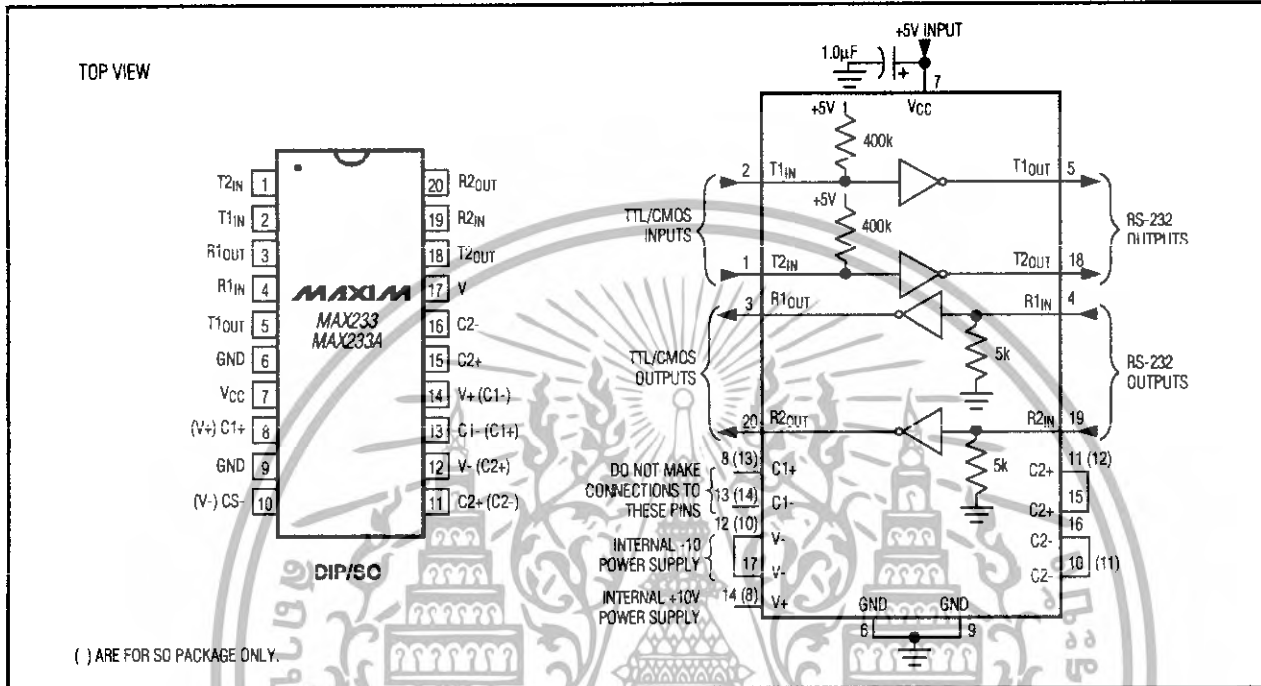 TOP VIEW
T2IN 1
T1IN 2
R1OUT 3
R1IN 4
T1OUT 5
GND 6
VCC 7
(V+) C1+ 8
GND 9
(V-) CS- 10
20 R2OUT
19 R2IN
18 T2OUT
17 V
16 C2-
15 C2+
14 V+ (C1-)
13 C1- (C1+)
12 V- (C2+)
11 C2+ (C2-)
MAXIM
MAX233
MAX233A
DIP/SO
( ) ARE FOR SO PACKAGE ONLY.
+5V INPUT
1.0µF
+
7
VCC
+5V
400k
2 T1IN
T1OUT 5
+5V
400k
TTL/CMOS
INPUTS
RS-232
OUTPUTS
1 T2IN
T2OUT 18
3 R1OUT
R1IN 4
5k
TTL/CMOS
OUTPUTS
RS-232
OUTPUTS
20 R2OUT
R2IN 19
5k
8 (13)
C1+
DO NOT MAKE
CONNECTIONS TO
THESE PINS
13 (14)
C1-
12 (10)
V-
INTERNAL -10
POWER SUPPLY
17
V-
INTERNAL +10V
POWER SUPPLY
14 (8)
V+
11 (12)
C2+
15
C2+
16
C2-
10 (11)
C2-
GND GND
6 9